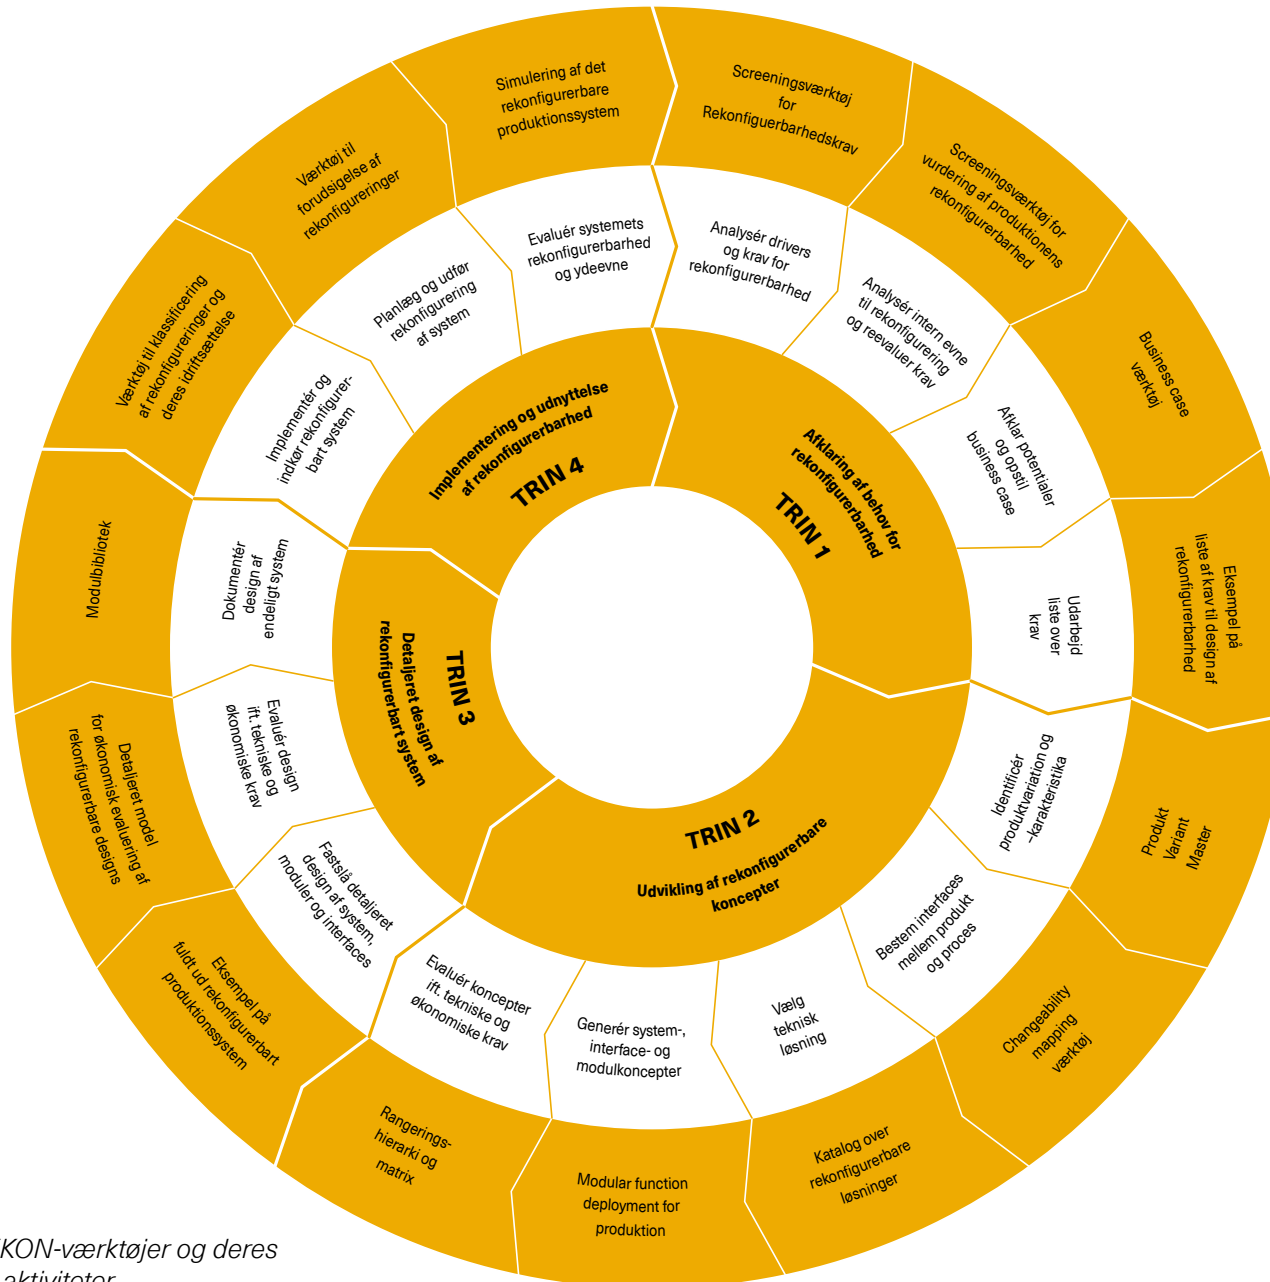 Simulering af det
rekonfigurerbare
produktionssystem
Screeningsværktøj
for
Rekonfiguerbarhedskrav
Screeningsværktøj for
vurdering af produktionens
rekonfigurerbarhed
Business case
værktøj
Eksempel på
liste af krav til design af
rekonfigurerbarhed
Produkt
Variant
Master
Changeability
mapping
værktøj
Katalog over
rekonfigurerbare
løsninger
Modular function
deployment for
produktion
Rangerings-
hierarki og
matrix
Eksempel på
fuldt ud rekonfigurerbart
produktionssystem
Detaljeret model
for økonomisk evaluering af
rekonfigurerbare designs
Modulbibliotek
Værktøj til klassificering
af rekonfigureringer og
deres idriftsættelse
Værktøj til
forudsigelse af
rekonfigureringer
Evaluér systemets
rekonfigurerbarhed
og ydeevne
Analysér drivers
og krav for
rekonfigurerbarhed
Analysér intern evne
til rekonfigurering
og reevaluer krav
Afklar potentialer
og opstil
business case
Udarbejd
liste over
krav
Identificér
produktvariation og
–karakteristika
Bestem interfaces
mellem produkt
og proces
Vælg
teknisk
løsning
Generér system-,
interface- og
modulkoncepter
Evaluér koncepter
ift. tekniske og
økonomiske krav
Fastslå detaljeret
design af system,
moduler og interfaces
Evaluér design
ift. tekniske og
økonomiske krav
Dokumentér
design af
endeligt system
Implementér og
indkør rekonfigurer-
bart system
Planlæg og udfør
rekonfigurering
af system
Afklaring af behov for
rekonfigurerbarhed
TRIN 1
TRIN 2
Udvikling af rekonfigurerbare
koncepter
TRIN 3
Detaljeret design af
rekonfigurerbart system
Implementering og udnyttelse
af rekonfigurerbarhed
TRIN 4
KON-værktøjer og deres
aktiviteter